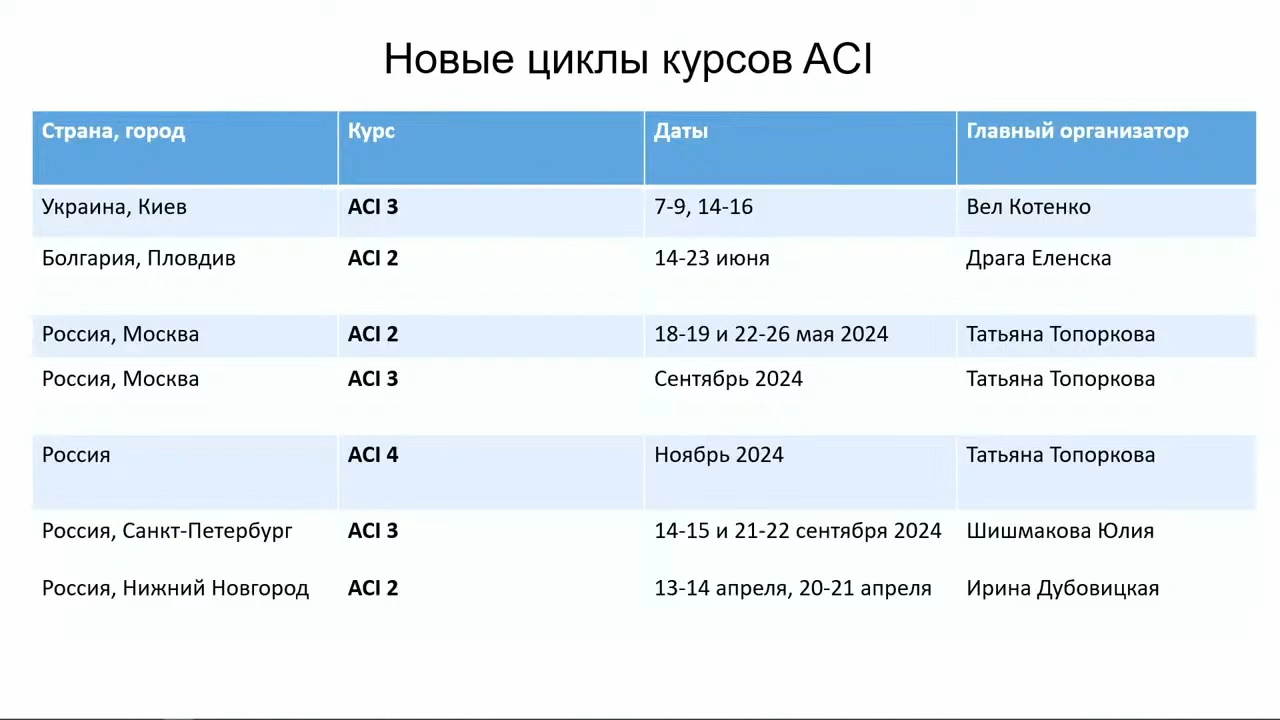 Новые циклы курсов ACI
Страна, город Курс Даты Главный организатор
Украина, Киев ACI 3 7-9, 14-16 Вел Котенко
Болгария, Пловдив ACI 2 14-23 июня Драга Еленска
Россия, Москва ACI 2 18-19 и 22-26 мая 2024 Татьяна Топоркова
Россия, Москва ACI 3 Сентябрь 2024 Татьяна Топоркова
Россия ACI 4 Ноябрь 2024 Татьяна Топоркова
Россия, Санкт-Петербург ACI 3 14-15 и 21-22 сентября 2024 Шишмакова Юлия
Россия, Нижний Новгород ACI 2 13-14 апреля, 20-21 апреля Ирина Дубовицкая